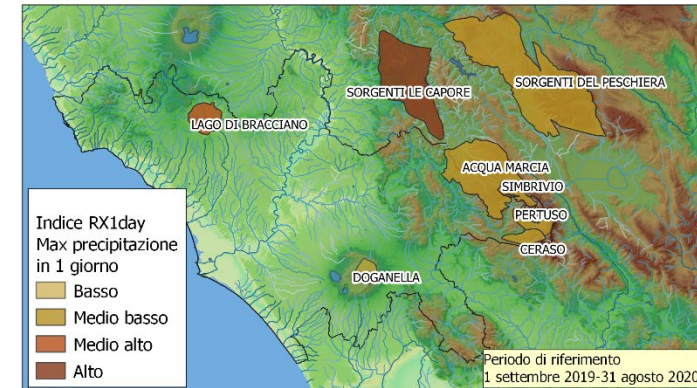 SORGENTI DEL PESCHIERA
SORGENTI LE CAPORE
LAGO DI BRACCIANO
ACQUA MARCIA
SIMBRIVIO
PERTUSO
CERASO
DOGANELLA
Indice RX1day
Max precipitazione
in 1 giorno
Basso
Medio basso
Medio alto
Alto
Periodo di riferimento
1 settembre 2019-31 agosto 2020